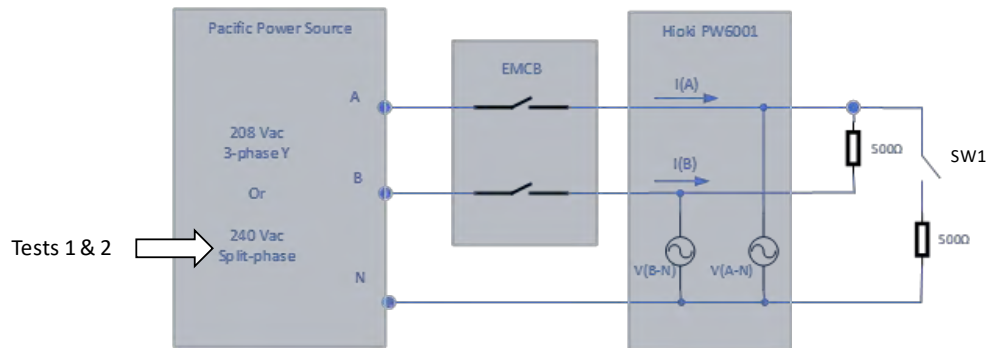 Pacific Power Source
Hioki PW6001
EMCB
A
I(A)
208 Vac
3-phase Y
500Ω
SW1
B
I(B)
Or
240 Vac
Split-phase
Tests 1 & 2
500Ω
V(B-N)
V(A-N)
N